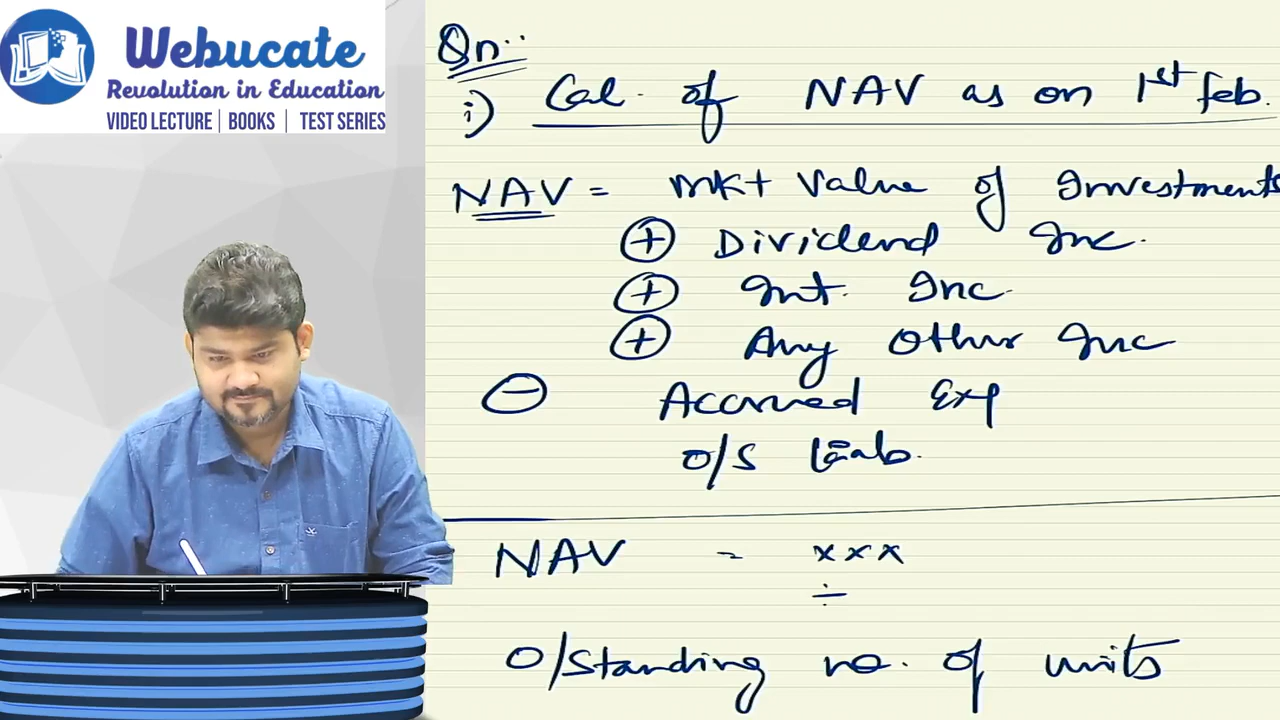 Webucate
Revolution in Education
VIDEO LECTURE | BOOKS | TEST SERIES
Qn:
i) Cal. of NAV as on 1st feb.
NAV = Mkt Value of Investments
+ Dividend Inc.
+ Int. Inc.
+ Any Other Inc
- Accrued Exp
O/S Liab.
NAV = xxx
÷
O/Standing no. of units